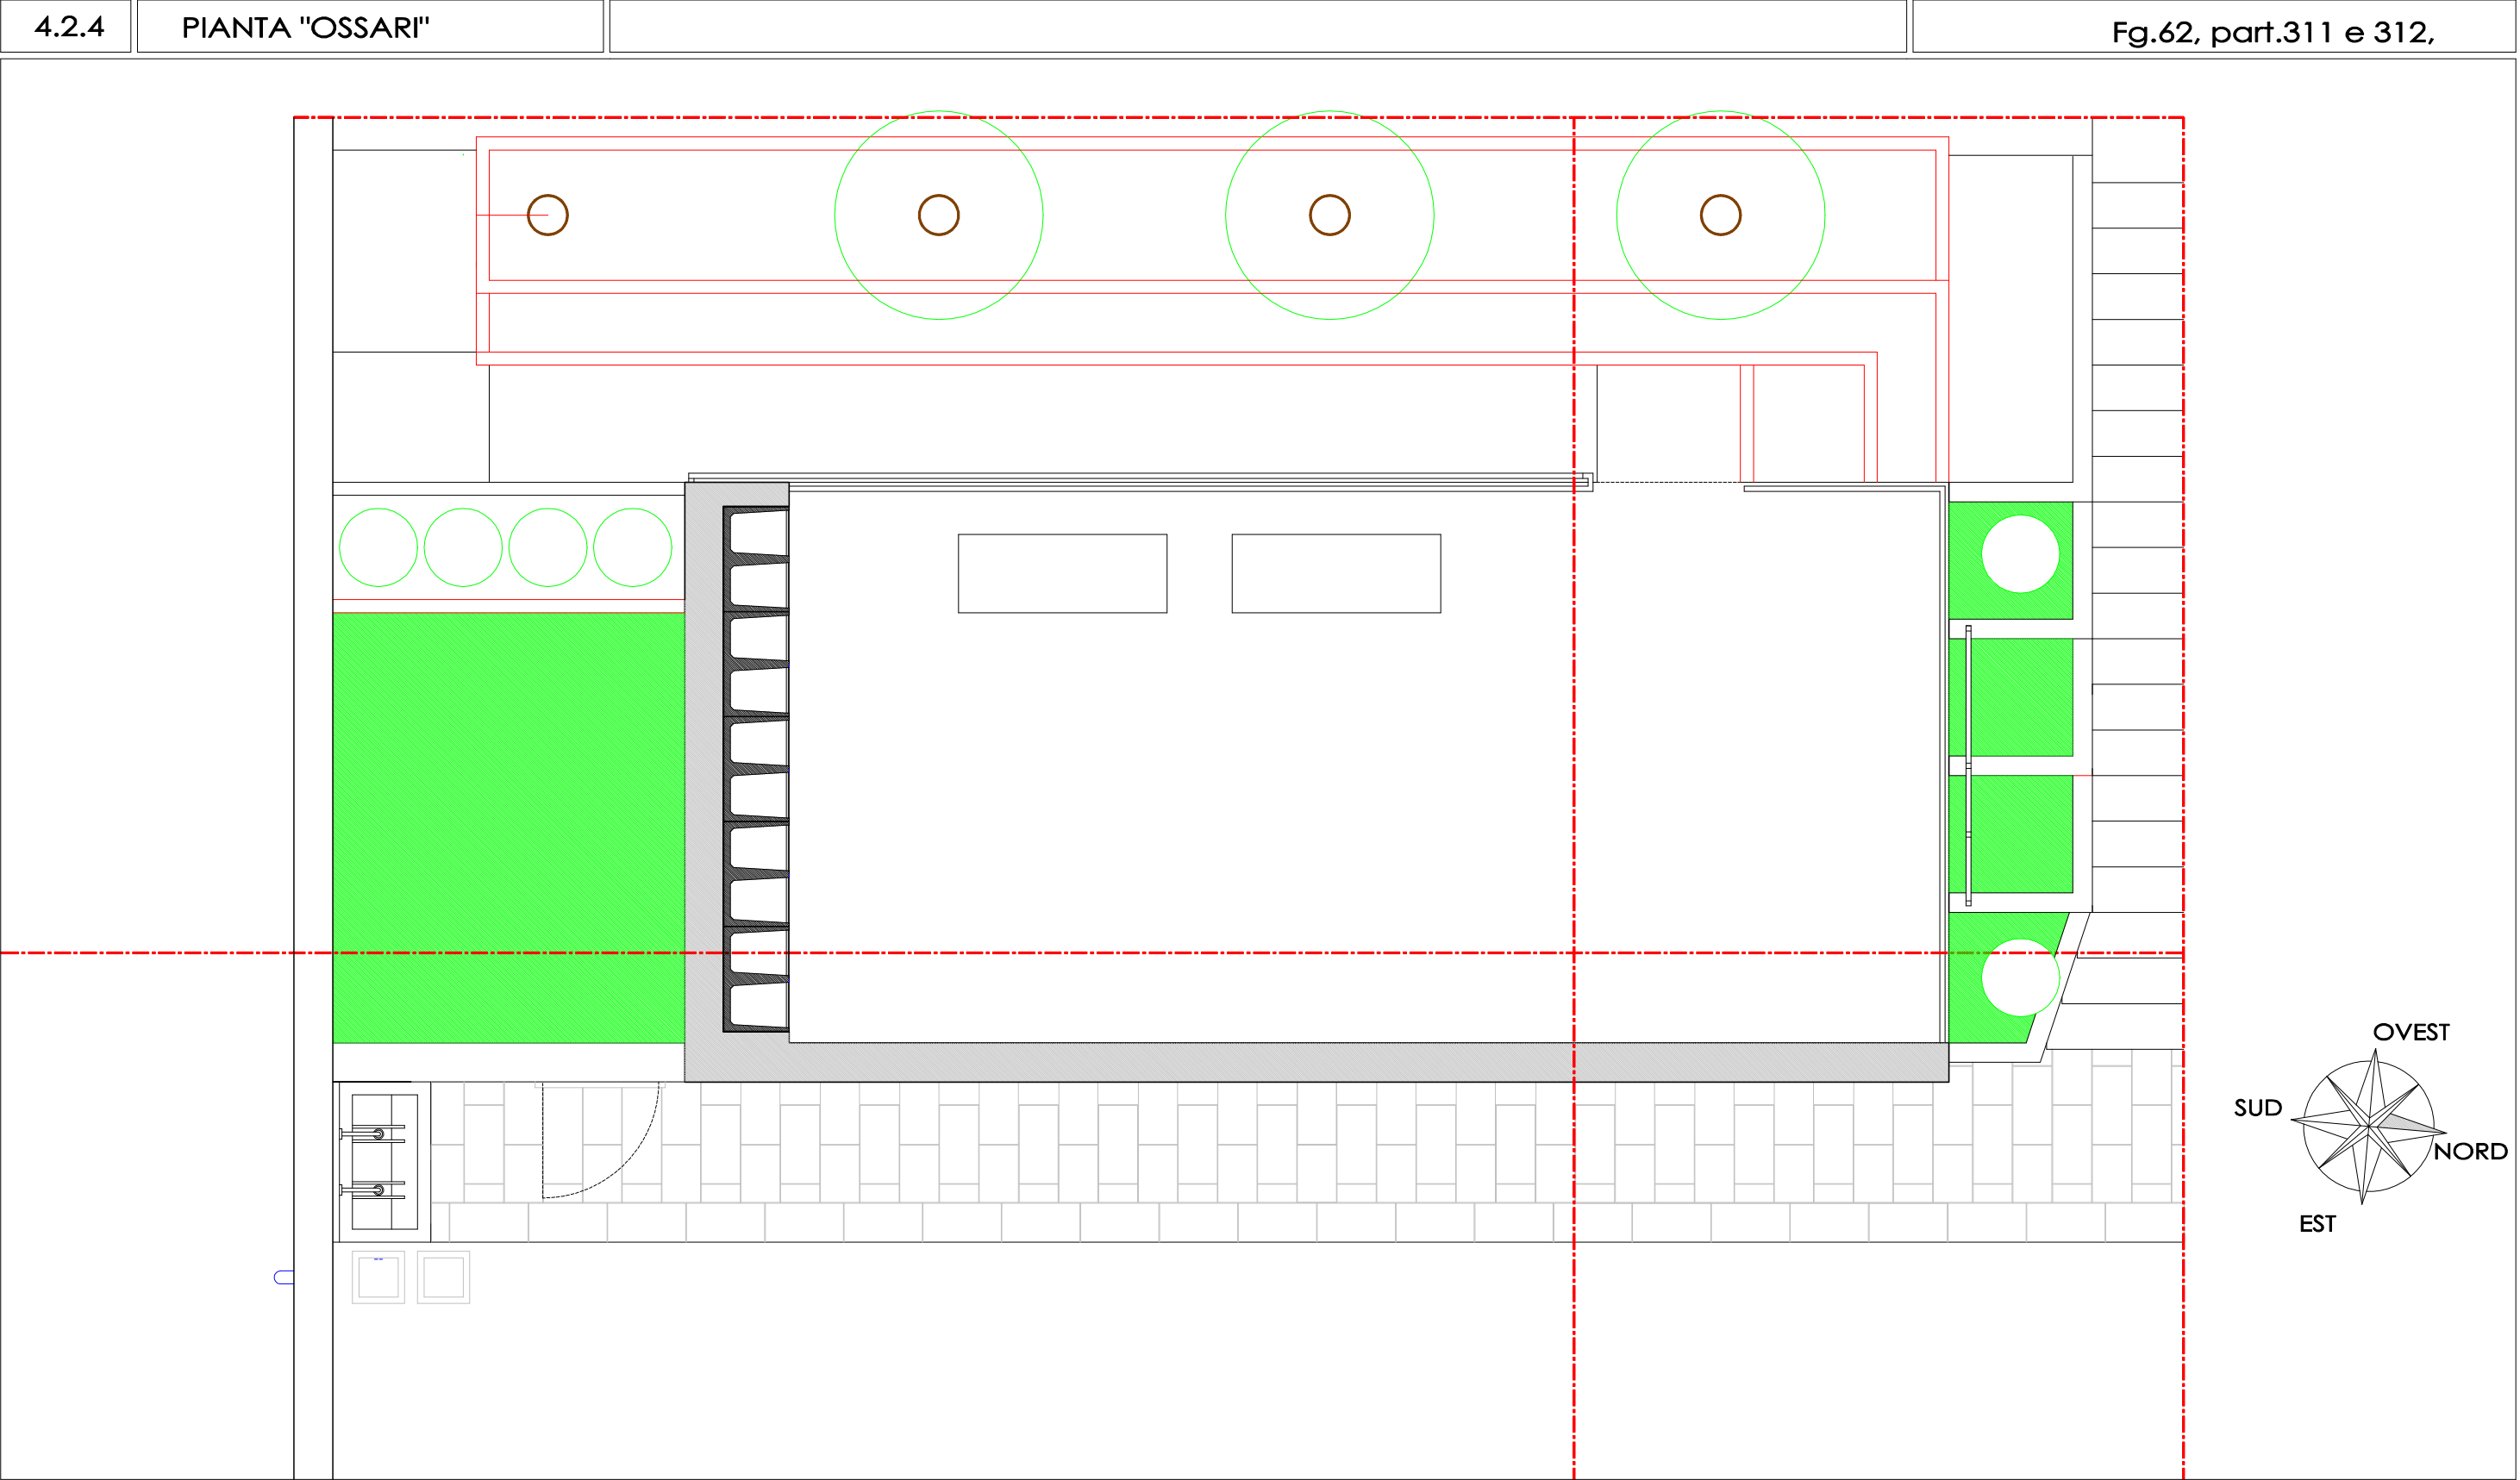 4.2.4
PIANTA "OSSARI"
Fg.62, part.311 e 312,
OVEST
SUD
NORD
EST